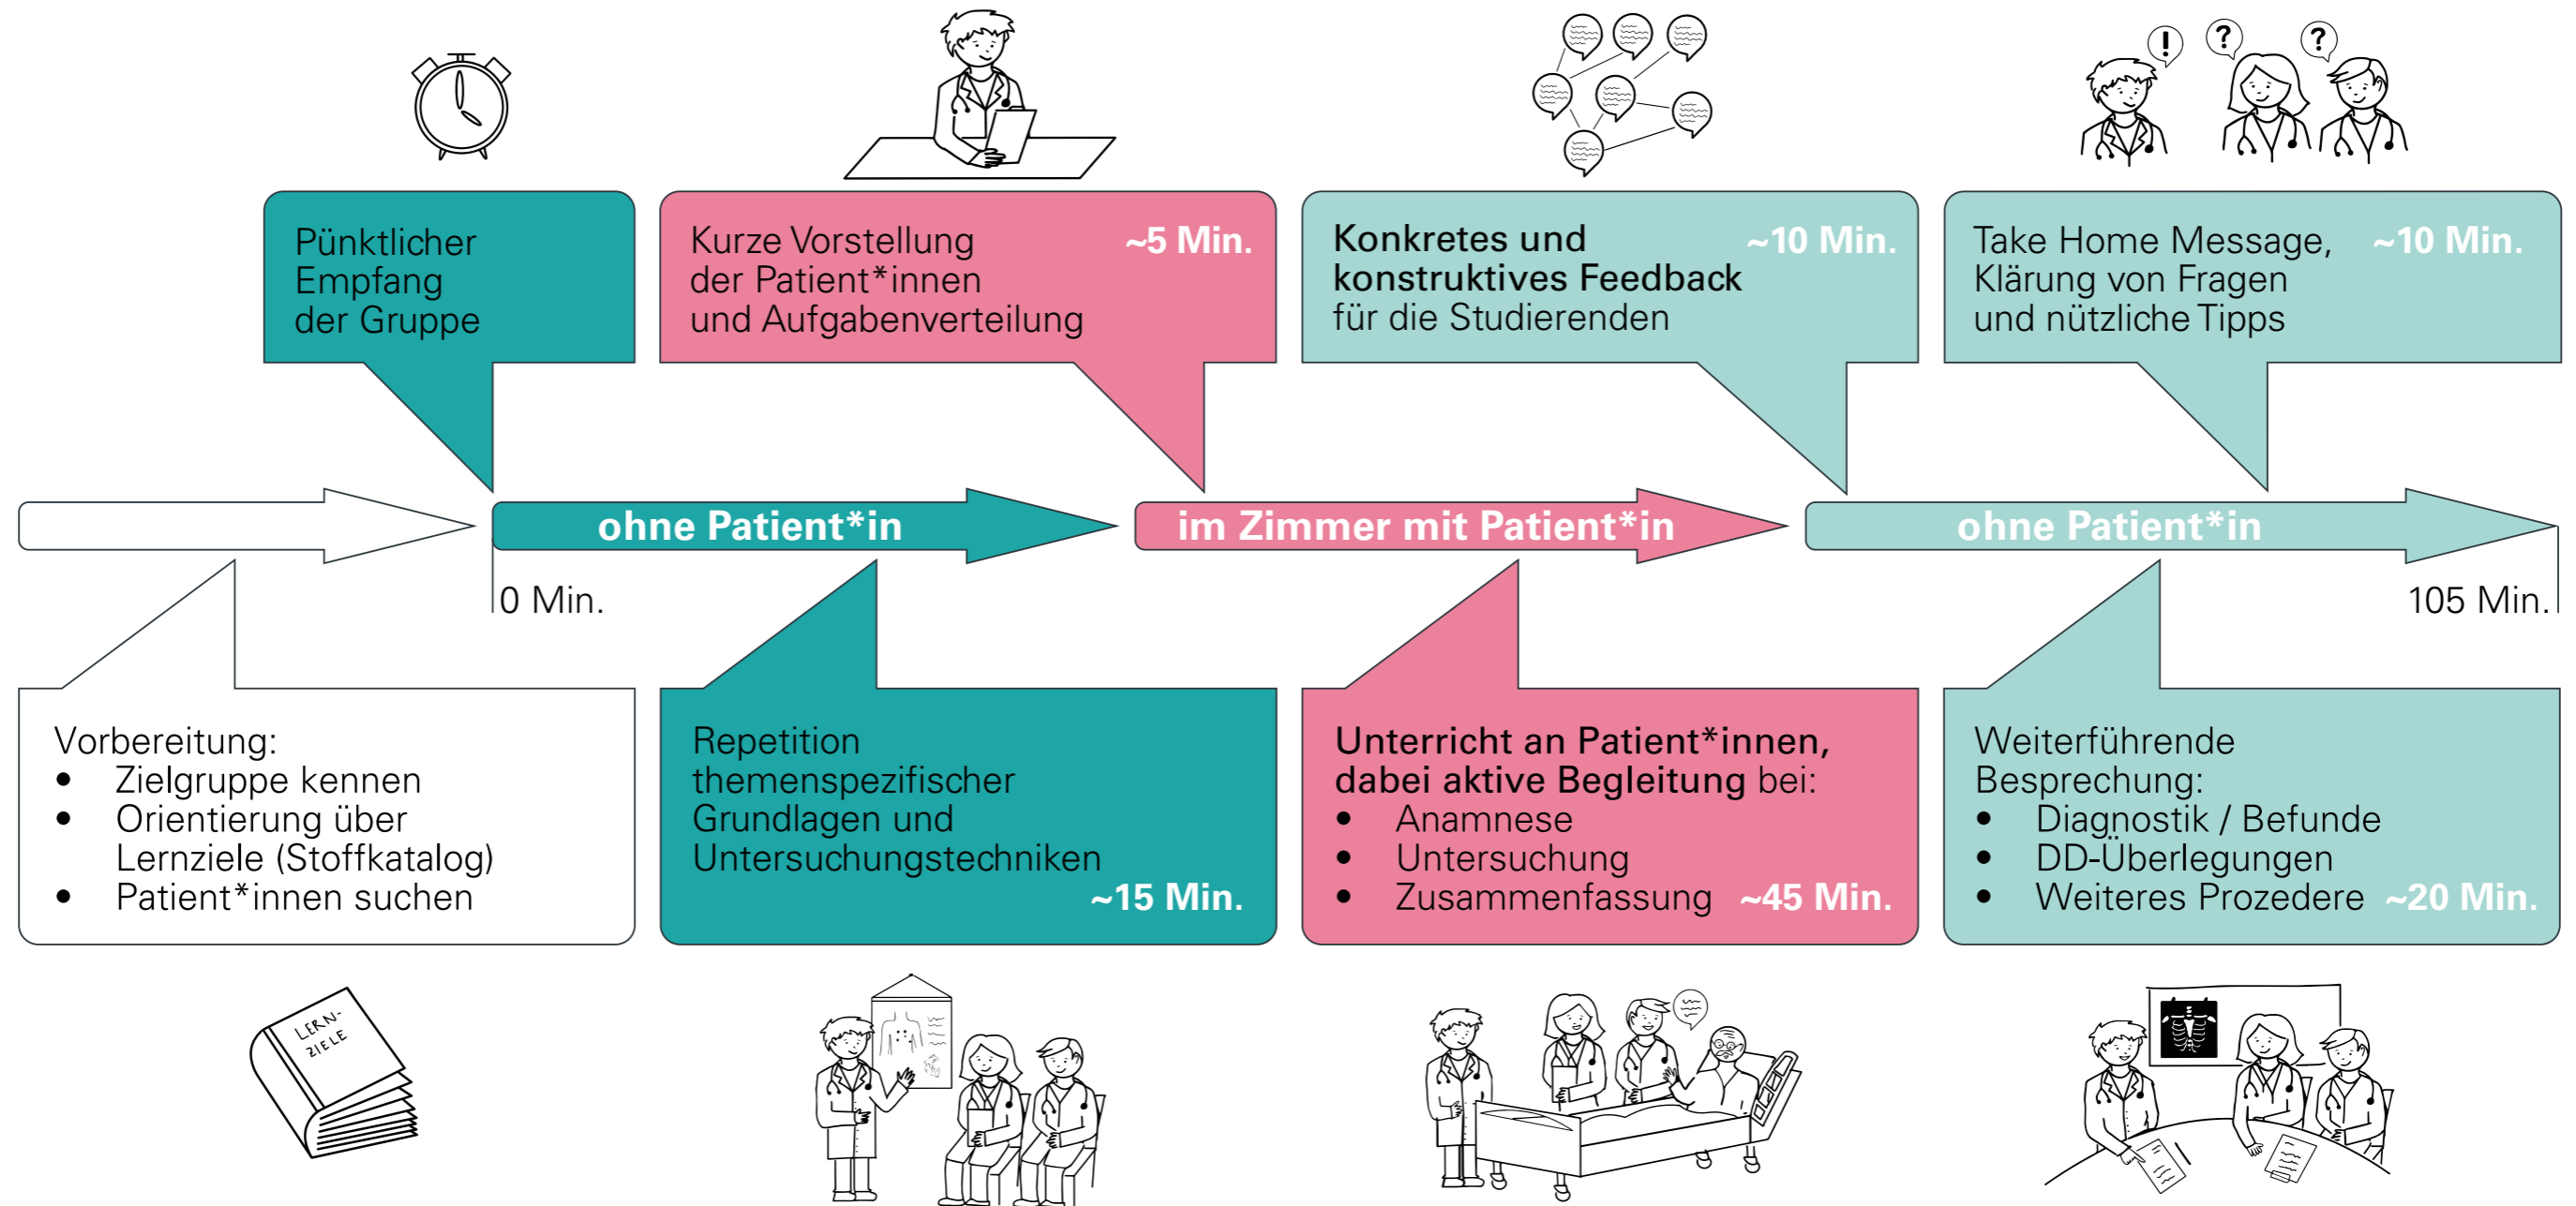 !
?
?
Pünktlicher
Empfang
der Gruppe
Kurze Vorstellung ~5 Min.
der Patient*innen
und Aufgabenverteilung
Konkretes und ~10 Min.
konstruktives Feedback
für die Studierenden
Take Home Message, ~10 Min.
Klärung von Fragen
und nützliche Tipps
ohne Patient*in
im Zimmer mit Patient*in
ohne Patient*in
0 Min.
105 Min.
Vorbereitung:
• Zielgruppe kennen
• Orientierung über
Lernziele (Stoffkatalog)
• Patient*innen suchen
Repetition
themenspezifischer
Grundlagen und
Untersuchungstechniken
~15 Min.
Unterricht an Patient*innen,
dabei aktive Begleitung bei:
• Anamnese
• Untersuchung
• Zusammenfassung ~45 Min.
Weiterführende
Besprechung:
• Diagnostik / Befunde
• DD-Überlegungen
• Weiteres Prozedere ~20 Min.
LERN-
ZIELE